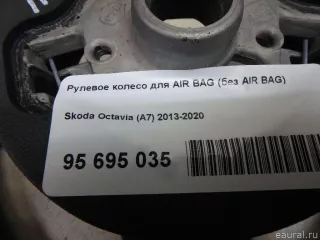 Рулевое колесо для AIR BAG (без AIR BAG)
Skoda Octavia (A7) 2013-2020
95 695 035
eaural.ru